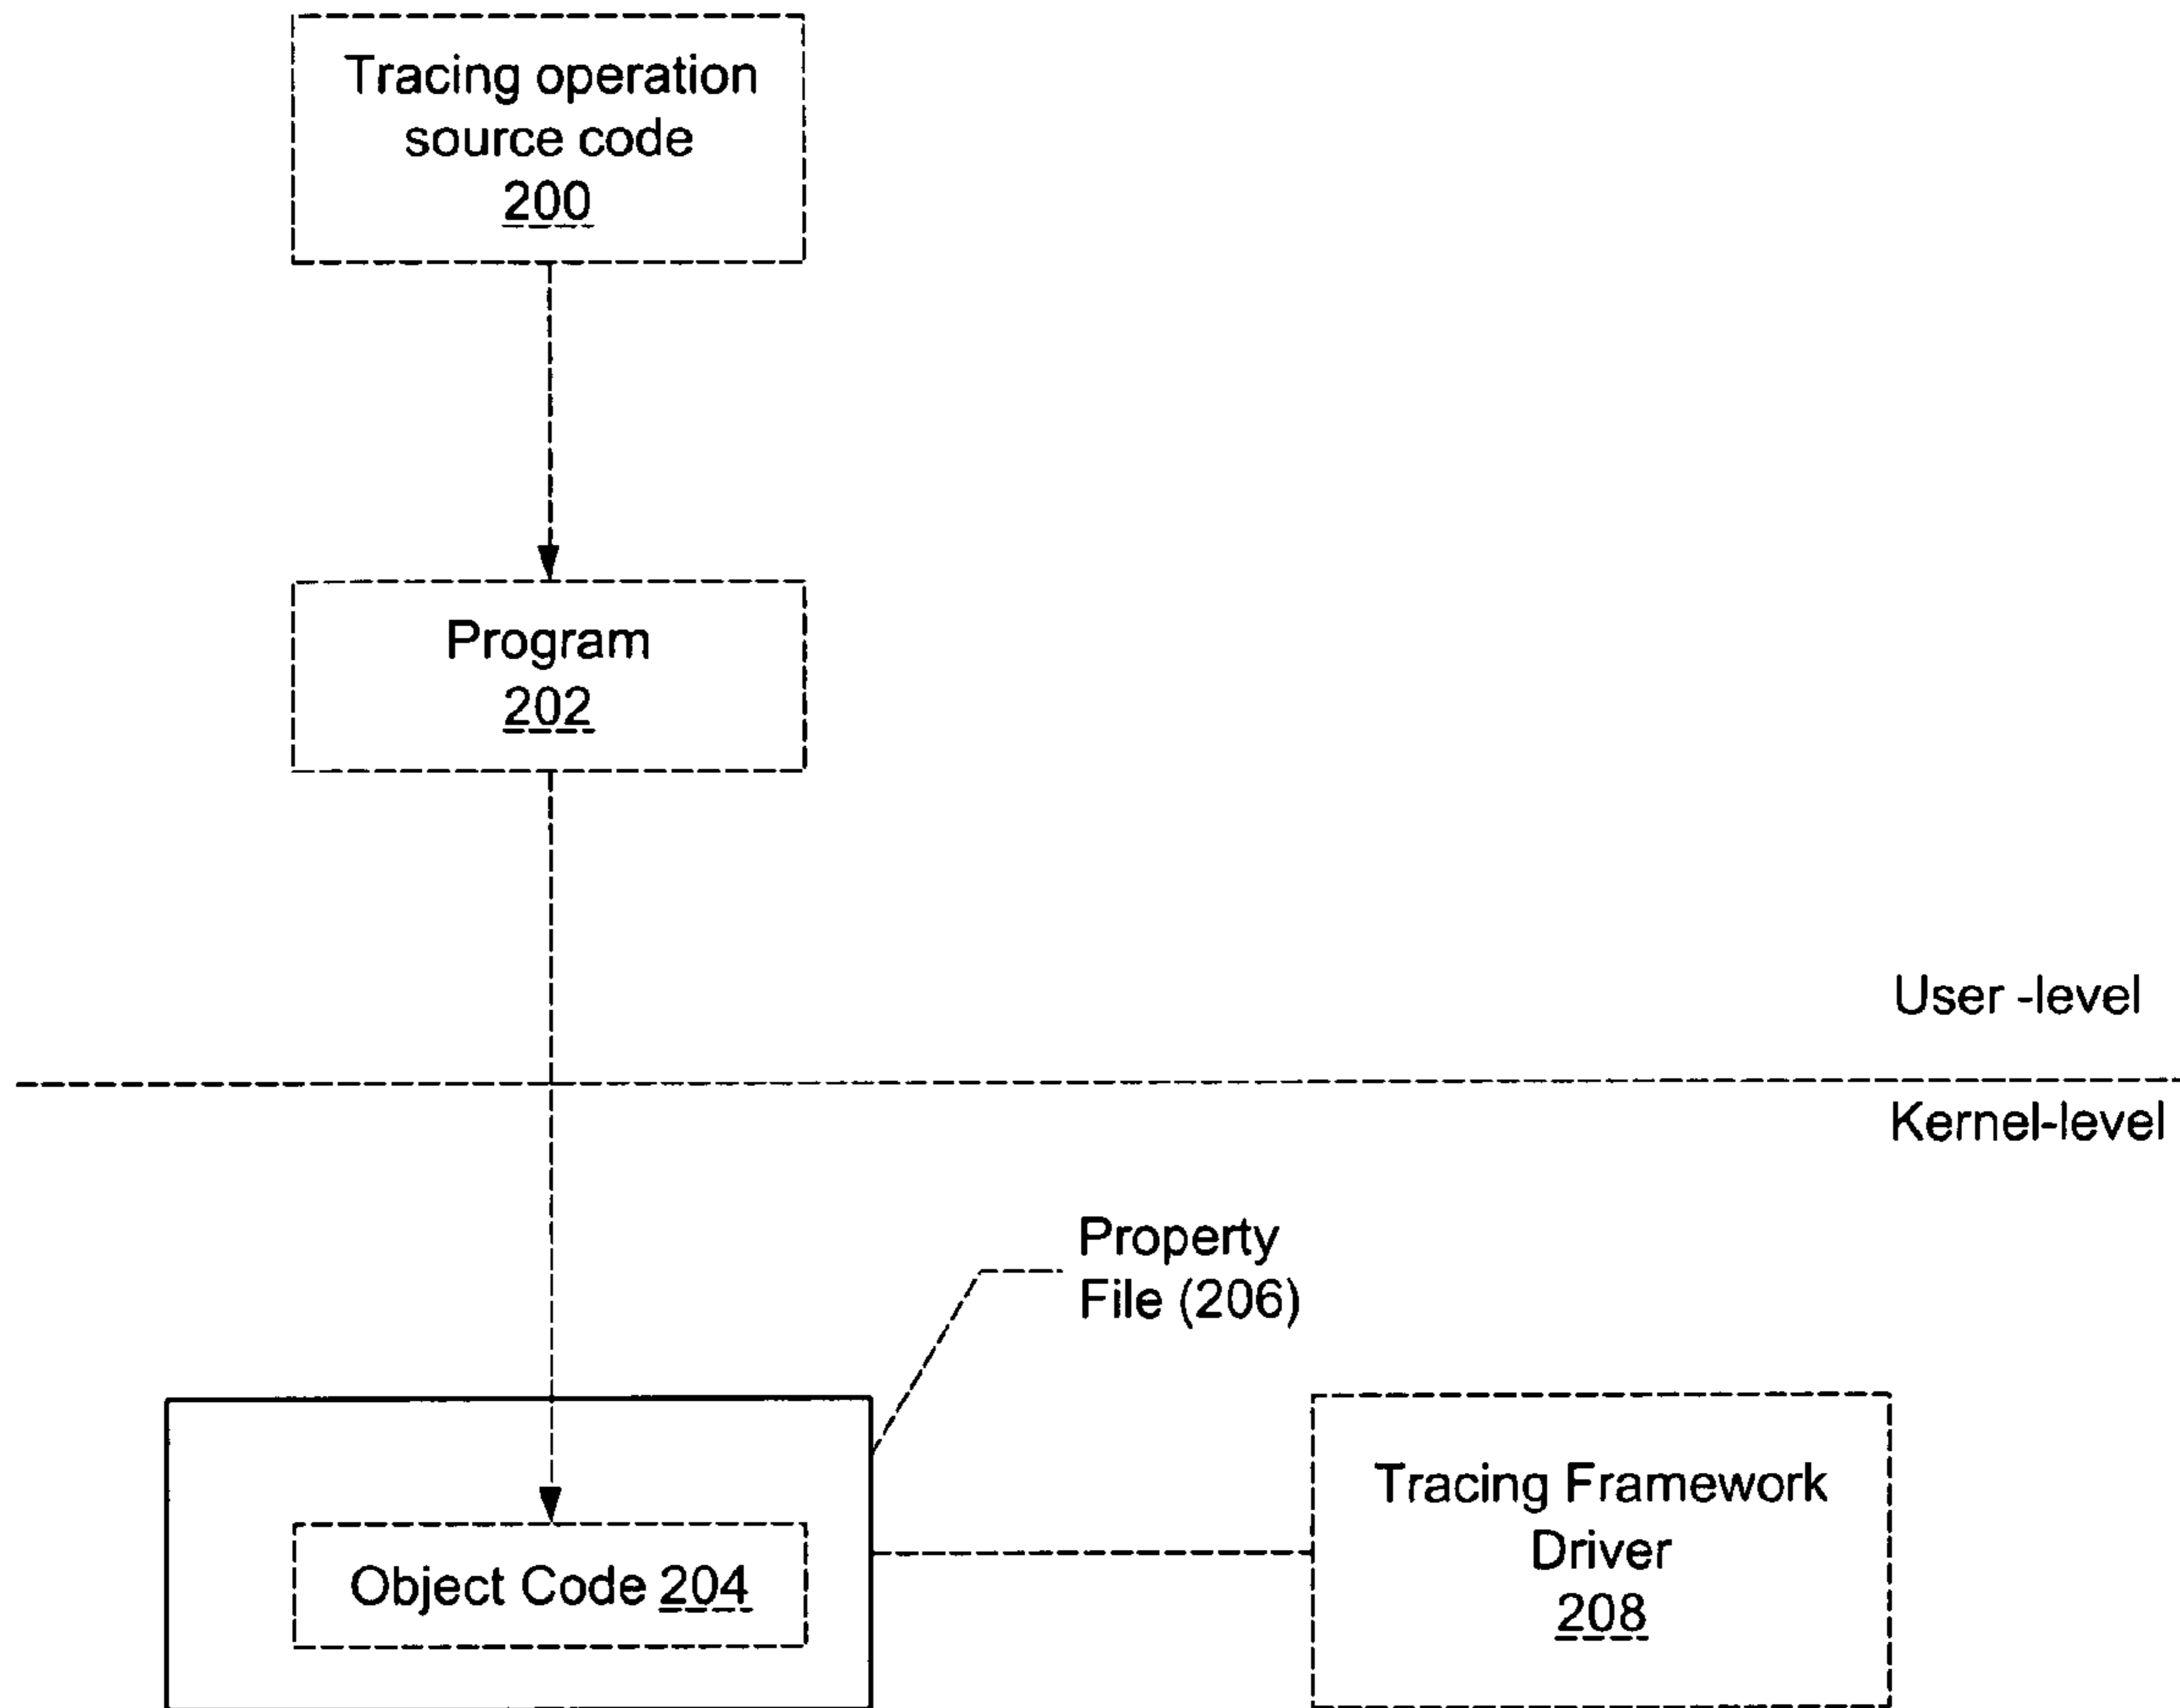 Tracing operation
source code
200
Program
202
User -level
Kernel-level
Property
File (206)
Object Code 204
Tracing Framework
Driver
208